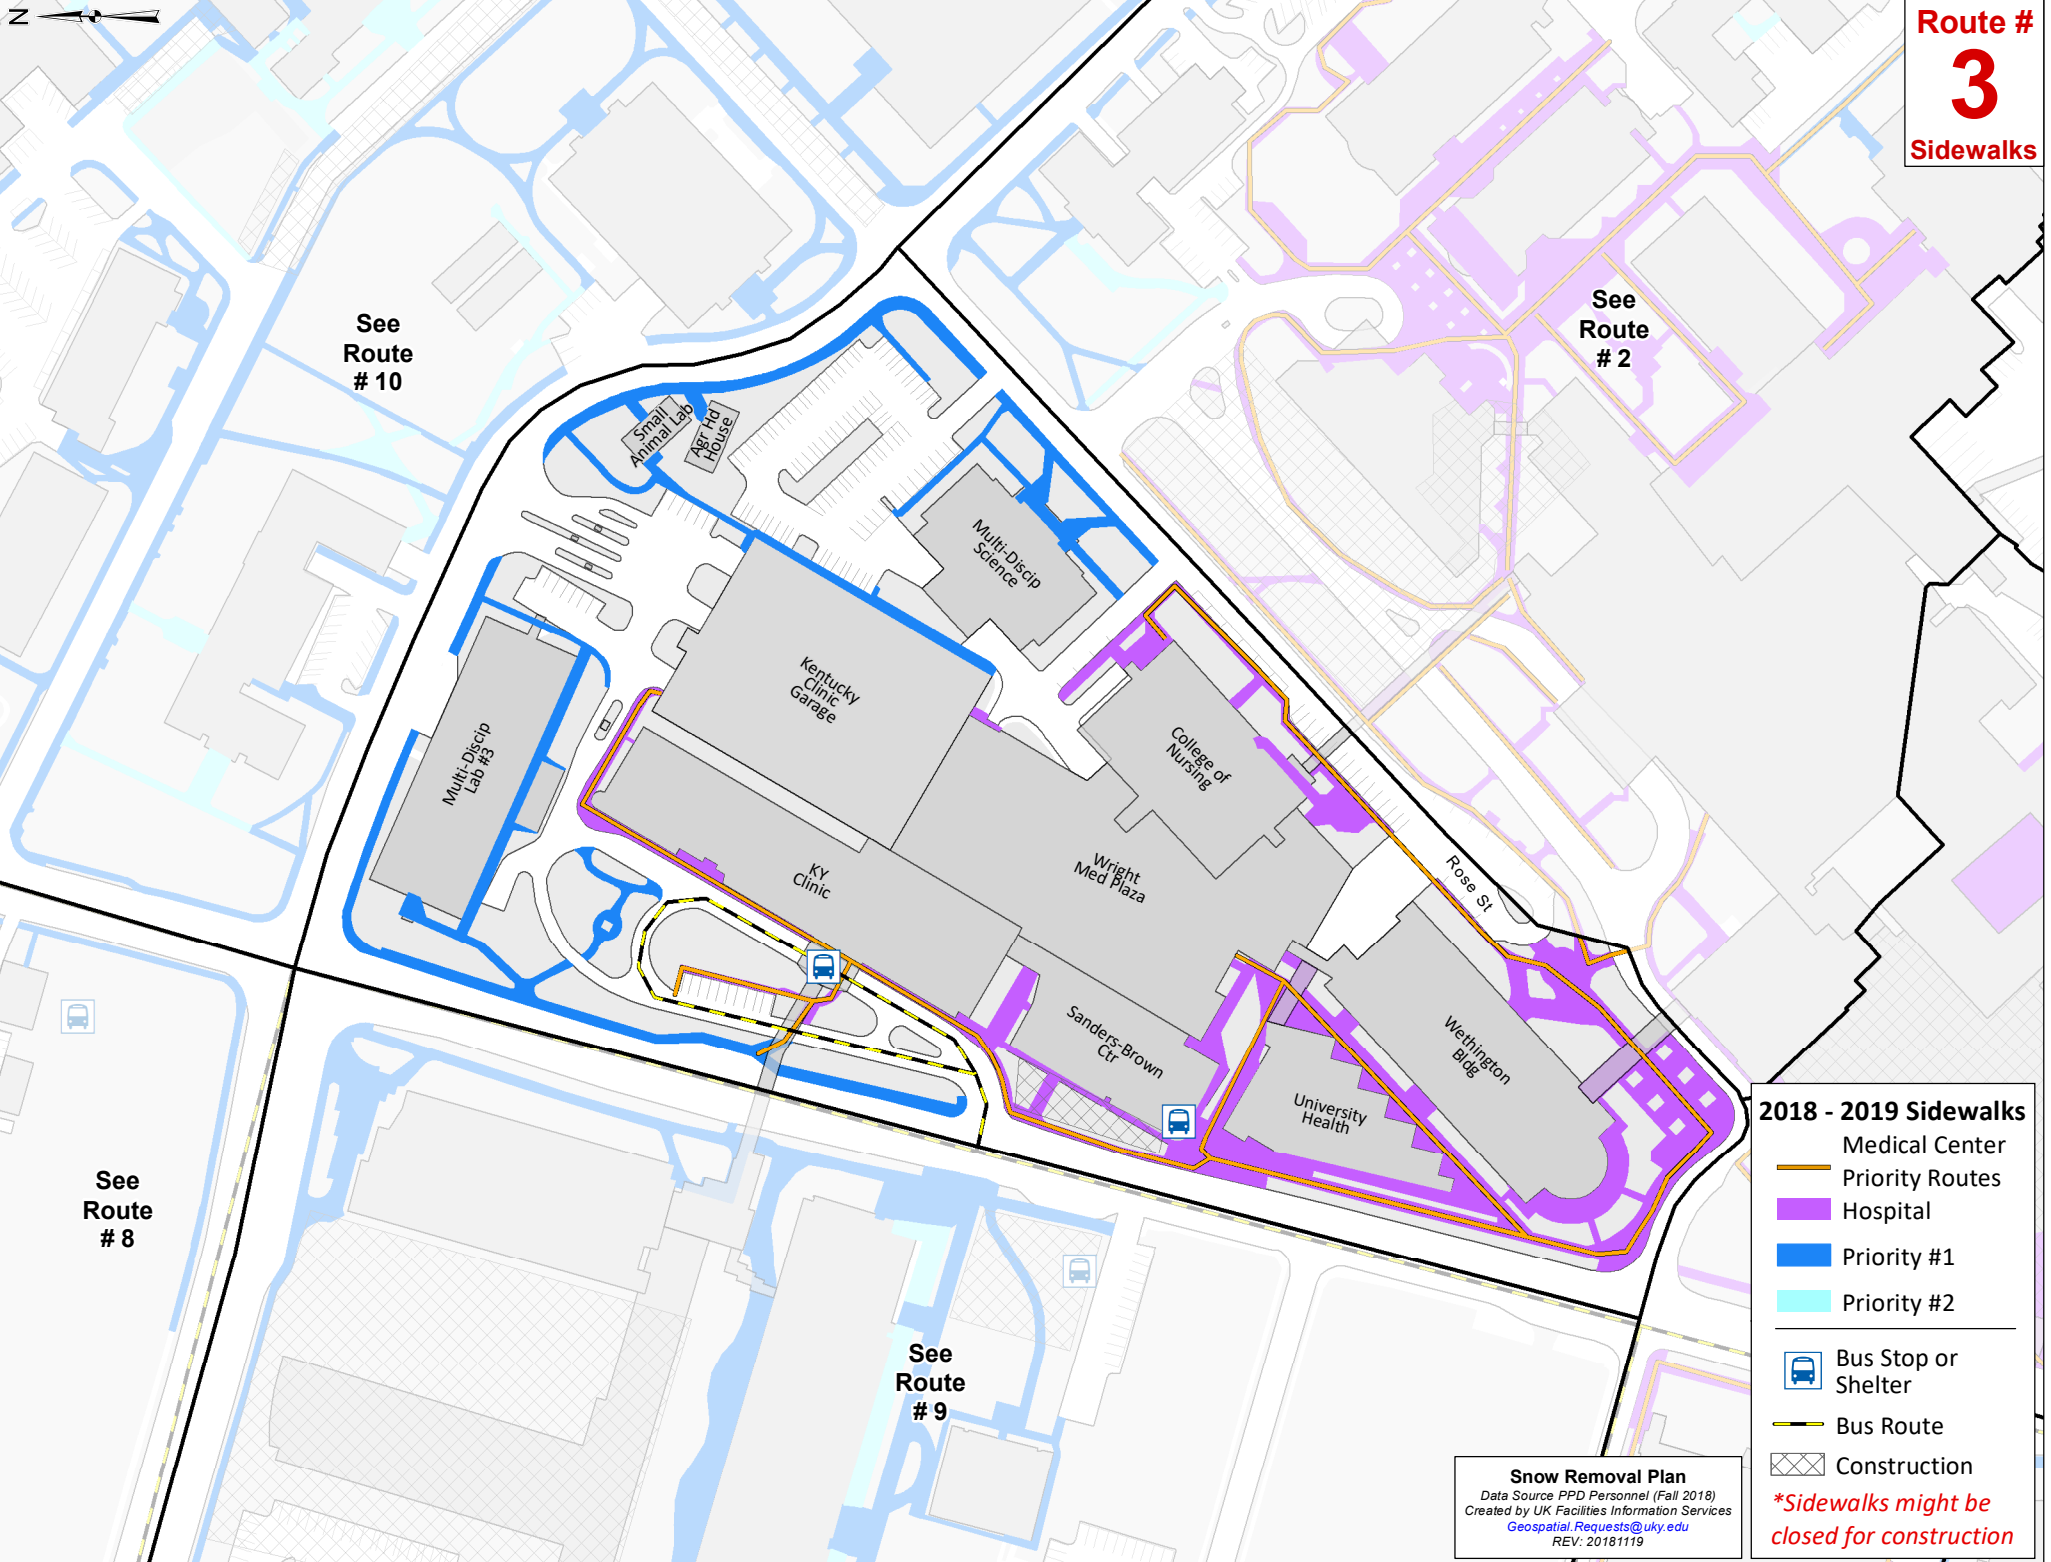 N
Route #
3
Sidewalks
See
Route
# 10
See
Route
# 2
Small
Animal Lab
Agr Hd
House
Multi-Discip
Science
Kentucky
Clinic
Garage
Multi-Discip
Lab #3
College of
Nursing
KY
Clinic
Wright
Med Plaza
Rose St
Sanders-Brown
Ctr
Wethington
Bldg
University
Health
See
Route
# 8
See
Route
# 9
2018 - 2019 Sidewalks
Medical Center
Priority Routes
Hospital
Priority #1
Priority #2
Bus Stop or
Shelter
Bus Route
Construction
*Sidewalks might be
closed for construction
Snow Removal Plan
Data Source PPD Personnel (Fall 2018)
Created by UK Facilities Information Services
Geospatial.Requests@uky.edu
REV: 20181119